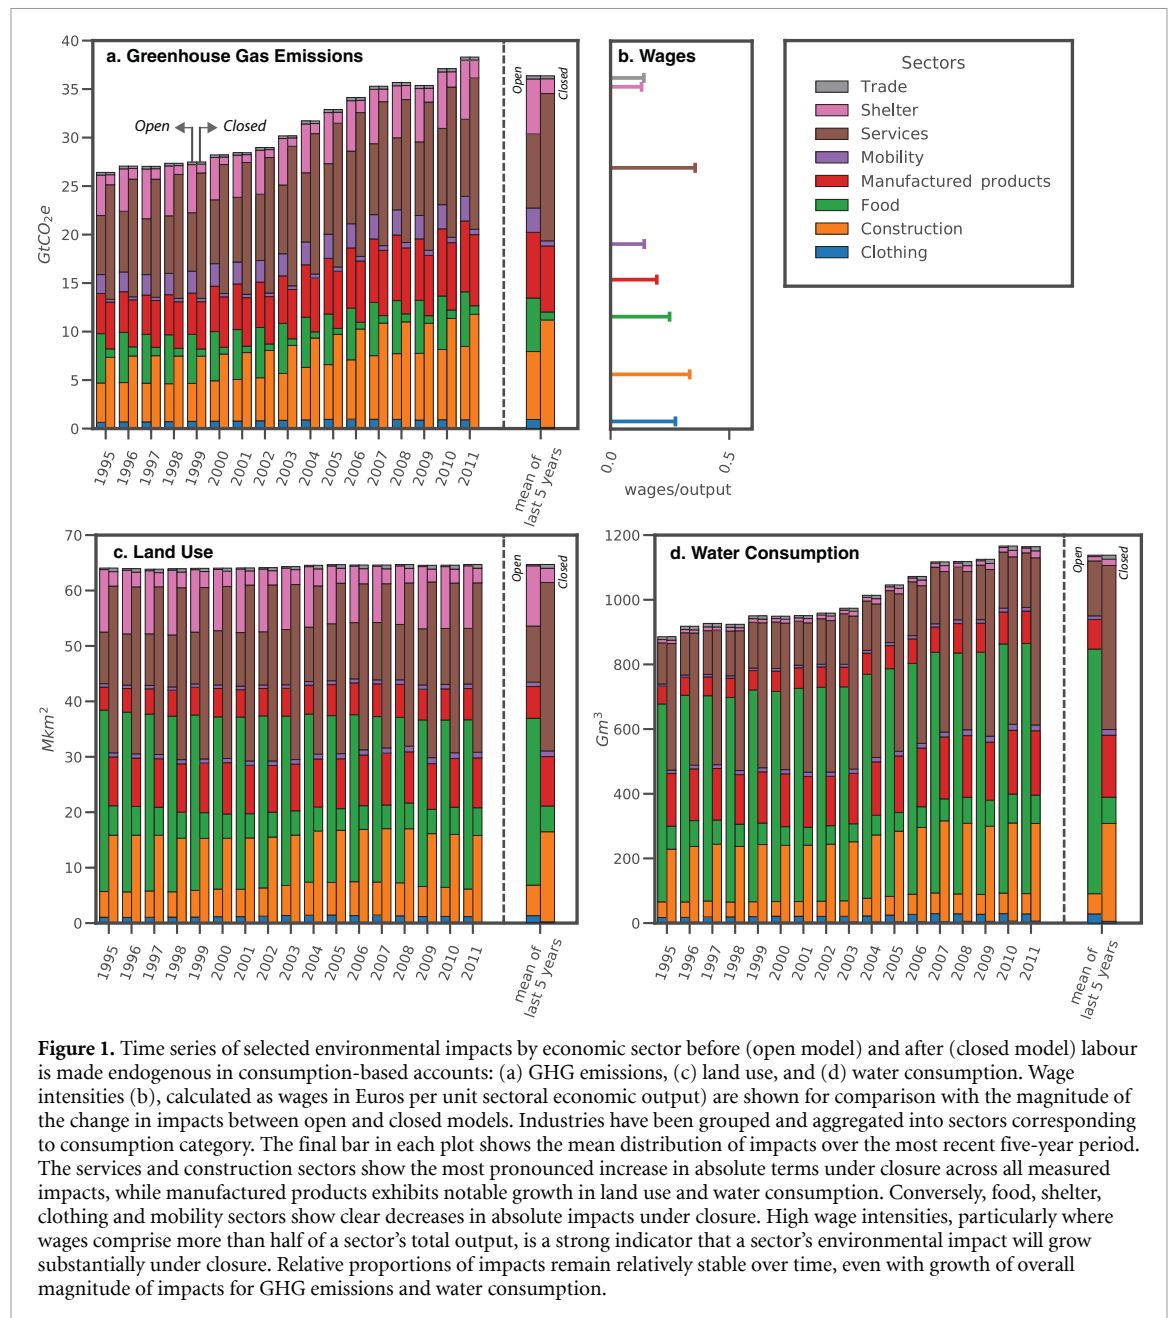 a. Greenhouse Gas Emissions
GtCO2e
40
35
30
25
20
15
10
5
0
Open
Closed
Open
Closed
1995
1996
1997
1998
1999
2000
2001
2002
2003
2004
2005
2006
2007
2008
2009
2010
2011
mean of
last 5 years
b. Wages
0.0
0.5
wages/output
Sectors
Trade
Shelter
Services
Mobility
Manufactured products
Food
Construction
Clothing
c. Land Use
Mkm2
70
60
50
40
30
20
10
0
Open
Closed
1995
1996
1997
1998
1999
2000
2001
2002
2003
2004
2005
2006
2007
2008
2009
2010
2011
mean of
last 5 years
d. Water Consumption
Gm3
1200
1000
800
600
400
200
0
Open
Closed
1995
1996
1997
1998
1999
2000
2001
2002
2003
2004
2005
2006
2007
2008
2009
2010
2011
mean of
last 5 years
Figure 1. Time series of selected environmental impacts by economic sector before (open model) and after (closed model) labour
is made endogenous in consumption-based accounts: (a) GHG emissions, (c) land use, and (d) water consumption. Wage
intensities (b), calculated as wages in Euros per unit sectoral economic output) are shown for comparison with the magnitude of
the change in impacts between open and closed models. Industries have been grouped and aggregated into sectors corresponding
to consumption category. The final bar in each plot shows the mean distribution of impacts over the most recent five-year period.
The services and construction sectors show the most pronounced increase in absolute terms under closure across all measured
impacts, while manufactured products exhibits notable growth in land use and water consumption. Conversely, food, shelter,
clothing and mobility sectors show clear decreases in absolute impacts under closure. High wage intensities, particularly where
wages comprise more than half of a sector's total output, is a strong indicator that a sector's environmental impact will grow
substantially under closure. Relative proportions of impacts remain relatively stable over time, even with growth of overall
magnitude of impacts for GHG emissions and water consumption.